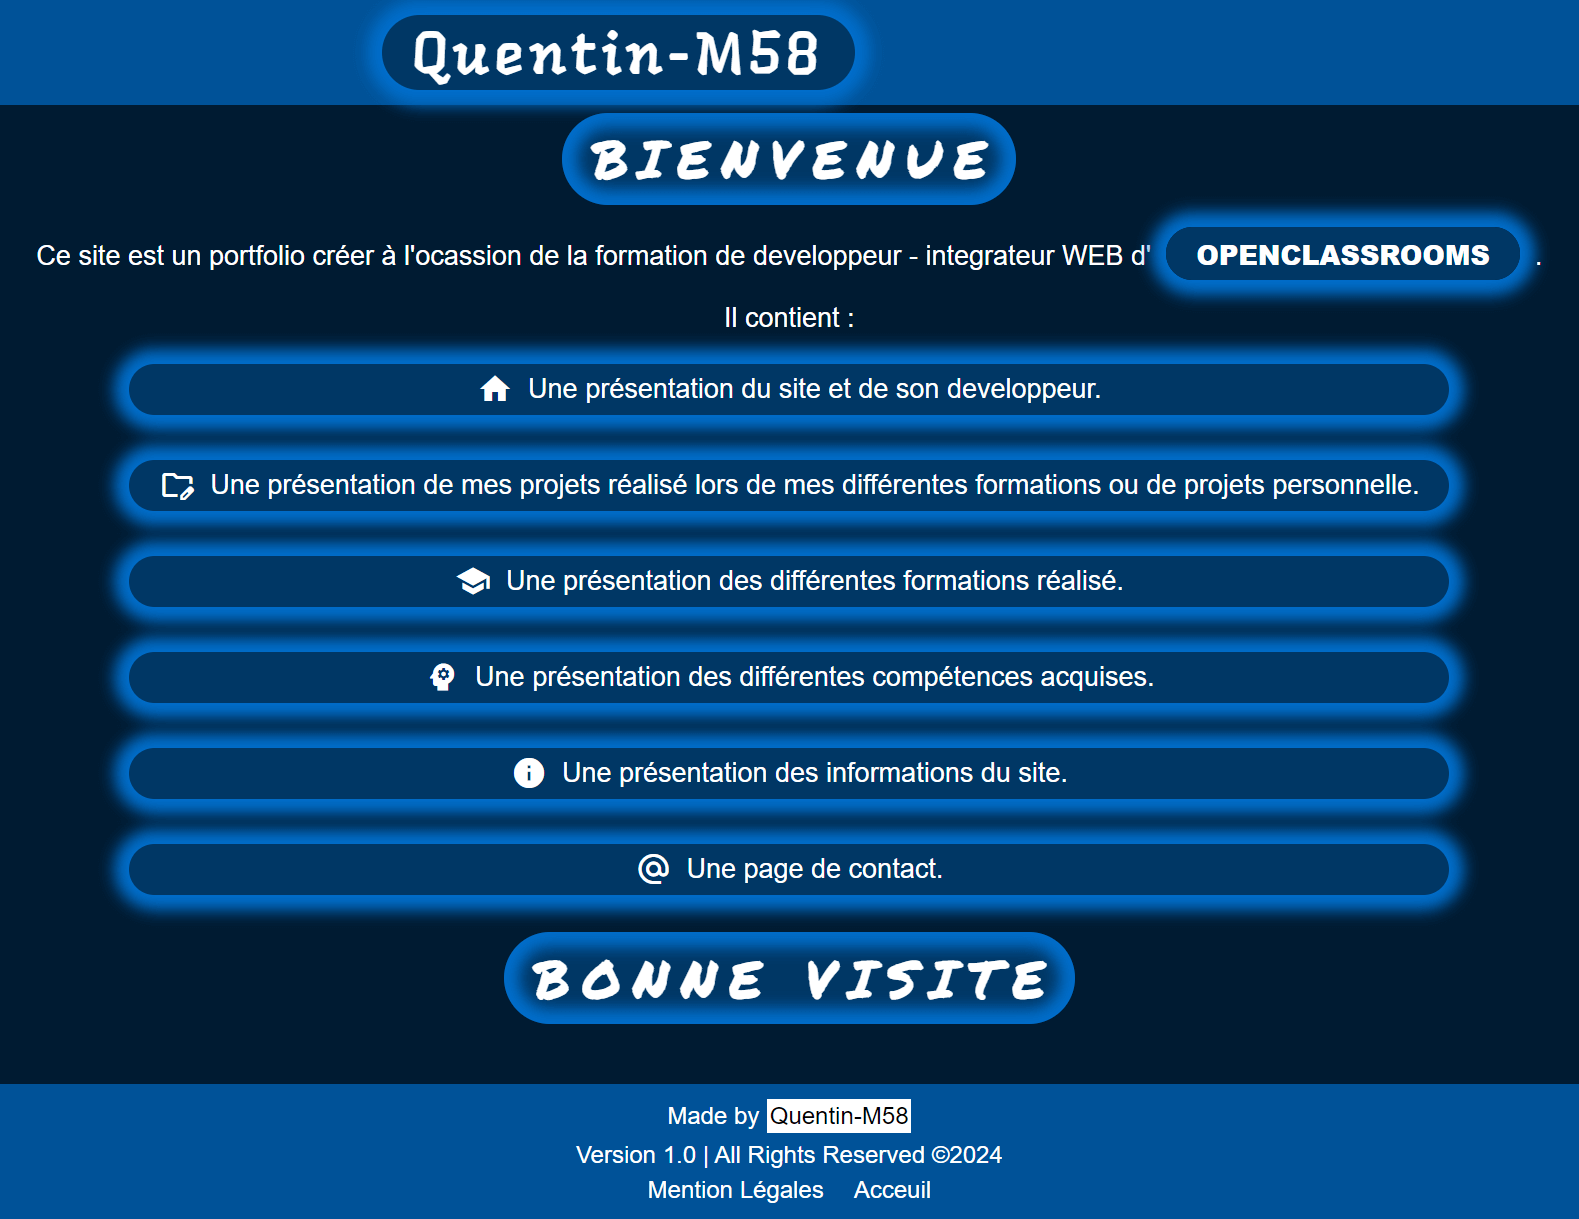 Quentin-M58
BIENVENUE
Ce site est un portfolio créer à l'ocassion de la formation de developpeur - integrateur WEB d' OPENCLASSROOMS .
Il contient :
Une présentation du site et de son developpeur.
Une présentation de mes projets réalisé lors de mes différentes formations ou de projets personnelle.
Une présentation des différentes formations réalisé.
Une présentation des différentes compétences acquises.
Une présentation des informations du site.
Une page de contact.
BONNE VISITE
Made by Quentin-M58
Version 1.0 | All Rights Reserved ©2024
Mention Légales Acceuil